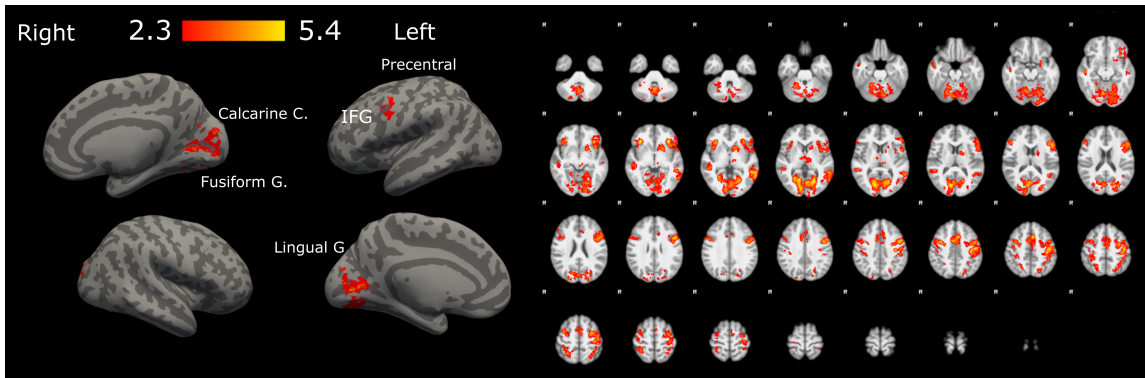 Right 2.3 5.4 Left
Precentral
Calcarine C.
IFG
Fusiform G.
Lingual G
R R R R R R R R
R R R R R R R R
R R R R R R R R
R R R R R R R R